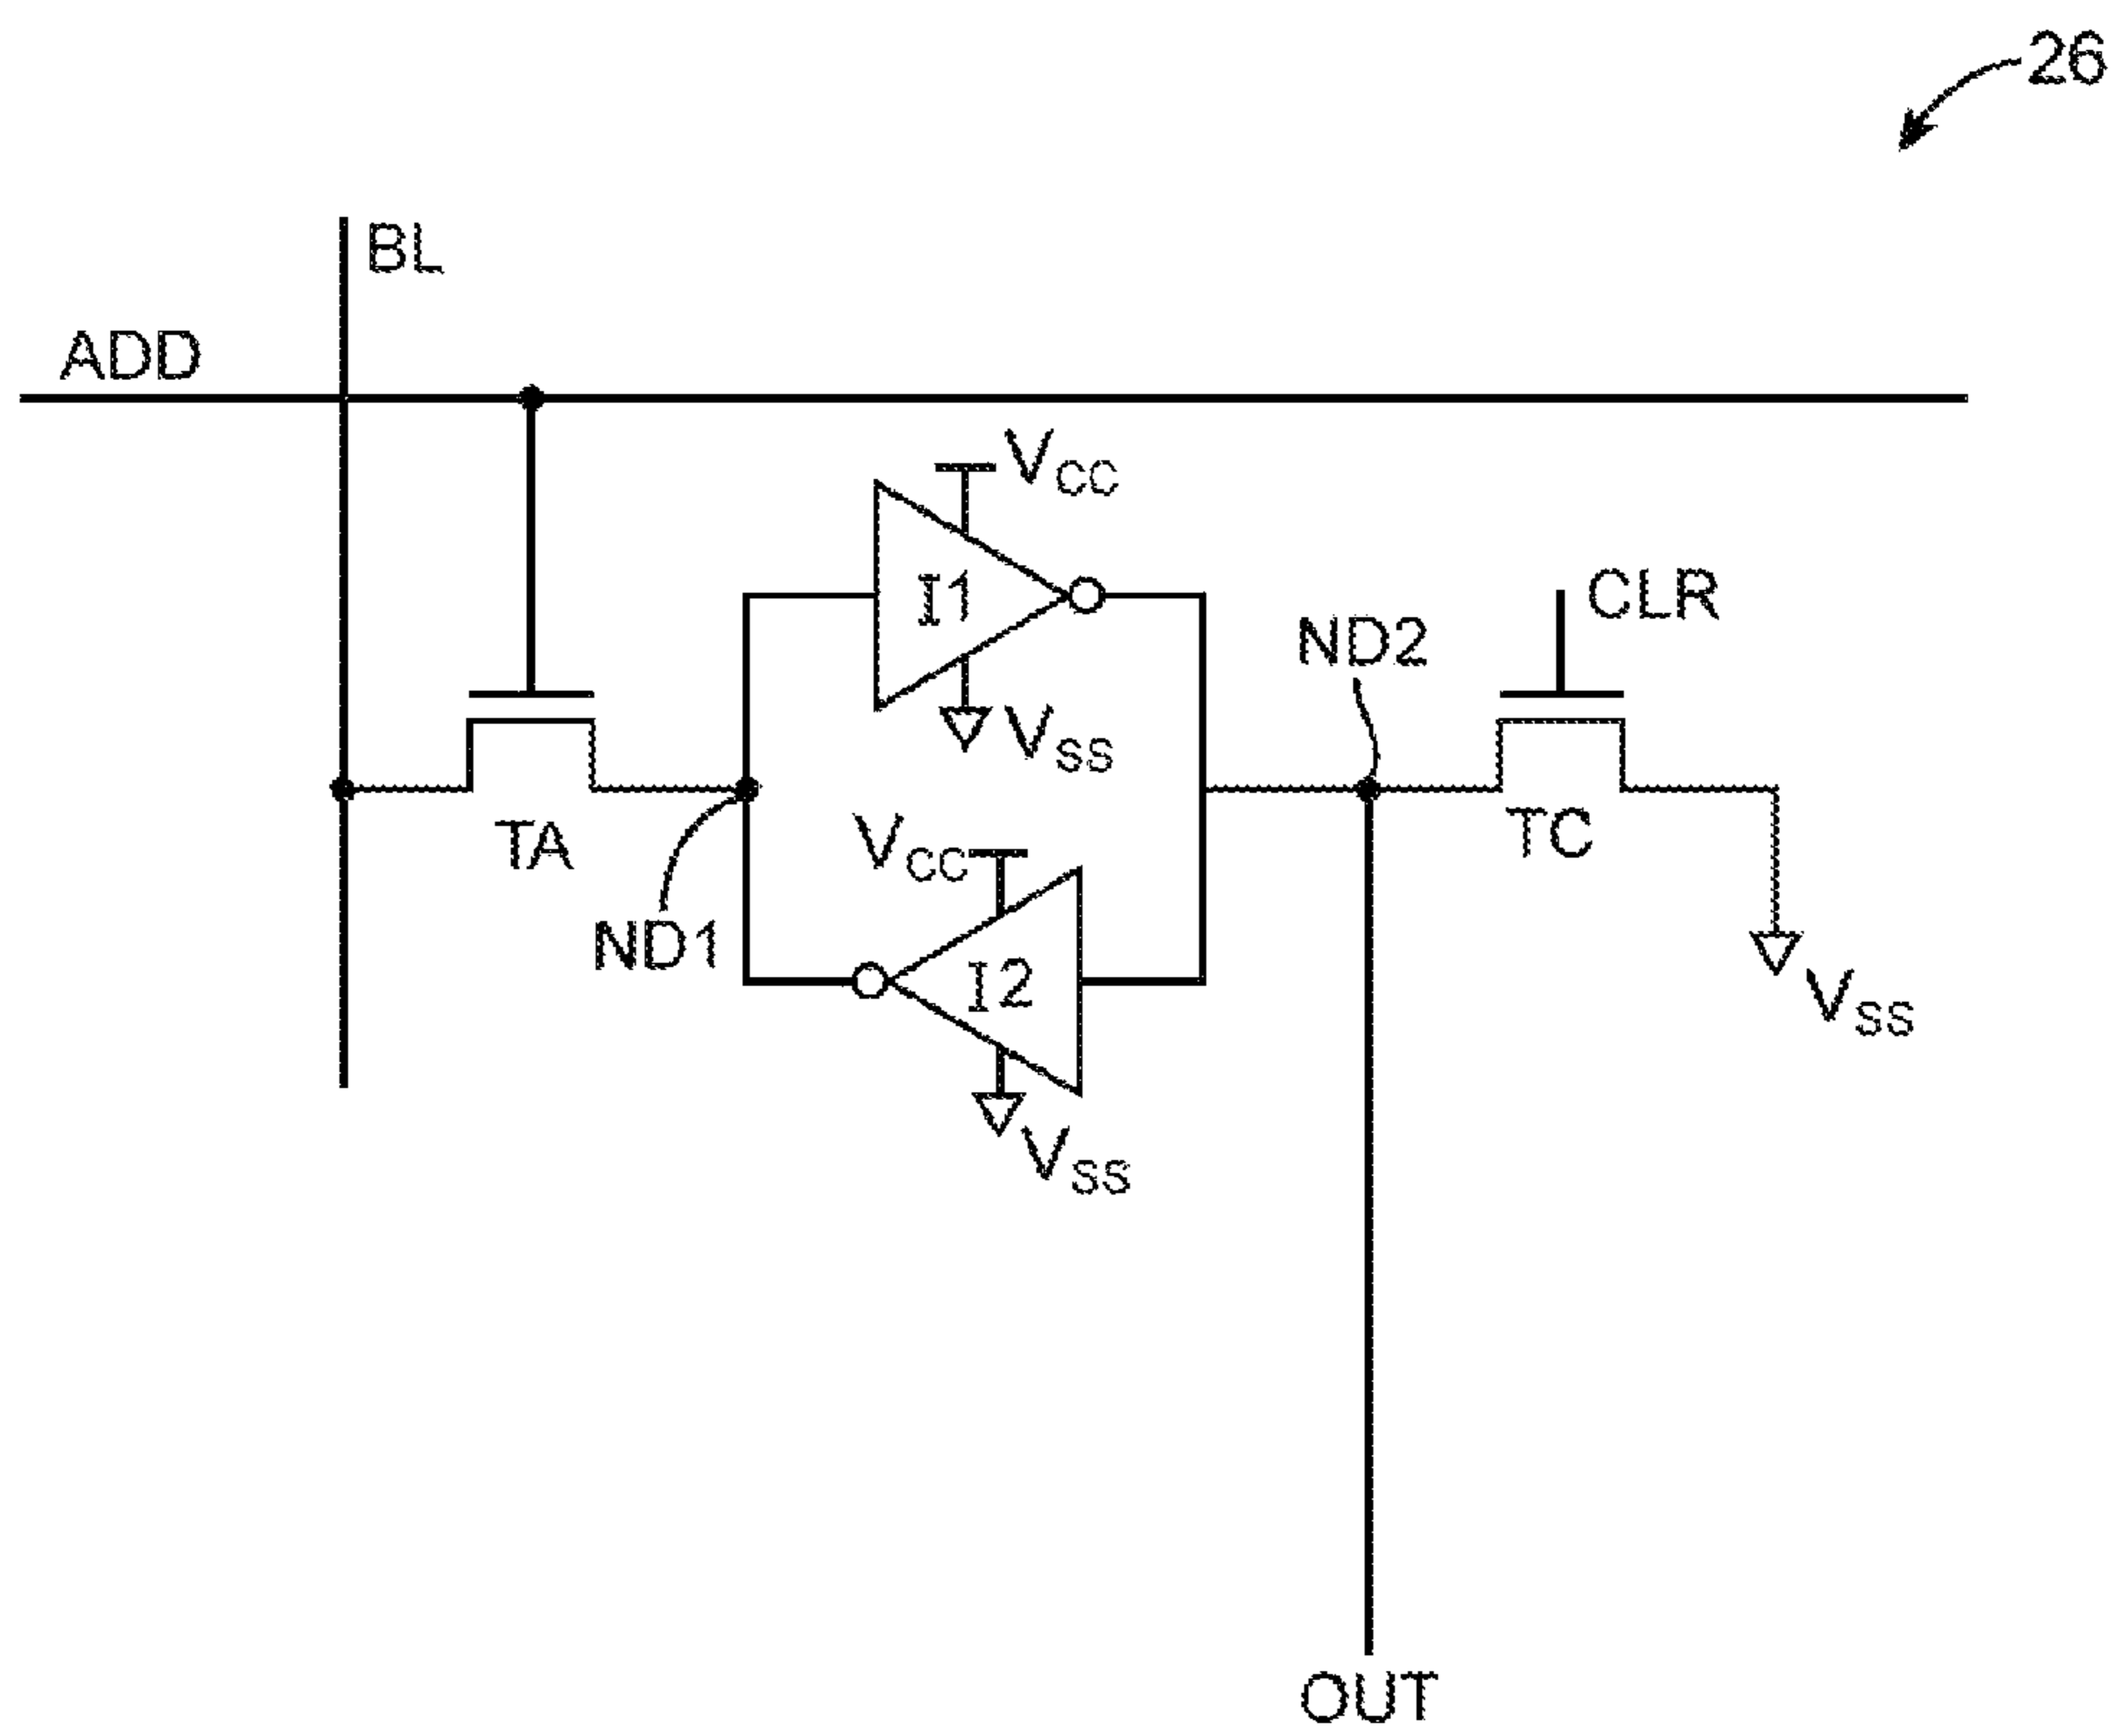 26
BL
ADD
VCC
I1
CLR
ND2
VSS
TA
VCC
TC
ND1
I2
VSS
VSS
OUT